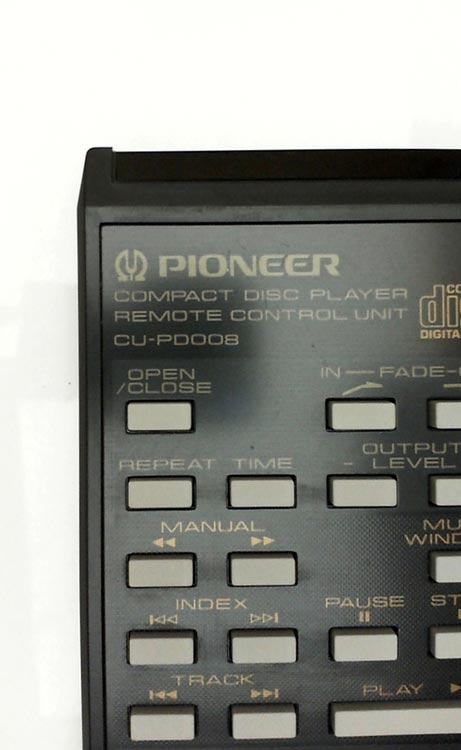 PIONEER
COMPACT DISC PLAYER
REMOTE CONTROL UNIT
CU-PD008
OPEN
/CLOSE
IN — FADE-
REPEAT TIME
OUTPUT
- LEVEL
MANUAL
INDEX
PAUSE
TRACK
PLAY